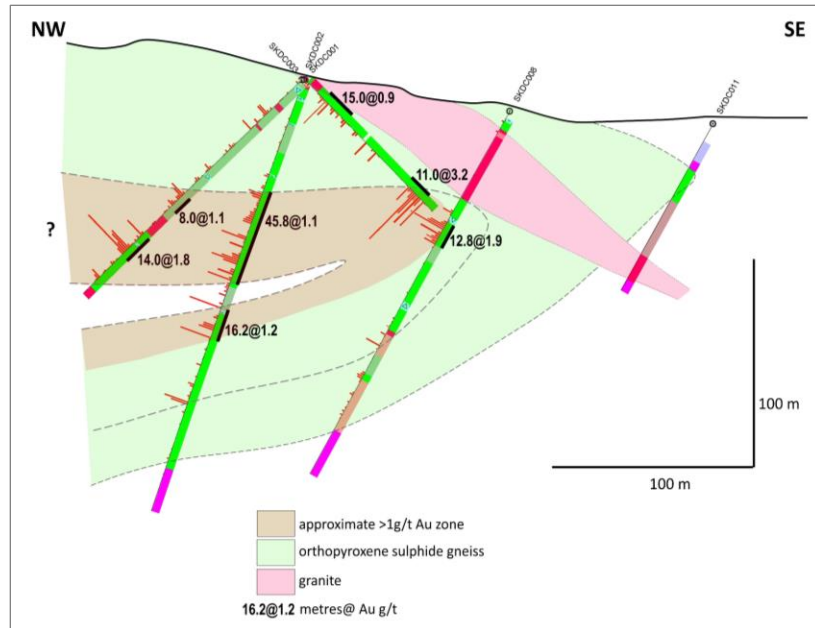 NW
SE
SKDC003
SKDC002
SKDC001
SKDC008
SKDC011
15.0@0.9
11.0@3.2
8.0@1.1
45.8@1.1
12.8@1.9
?
14.0@1.8
16.2@1.2
100 m
100 m
approximate >1g/t Au zone
orthopyroxene sulphide gneiss
granite
16.2@1.2 metres@ Au g/t